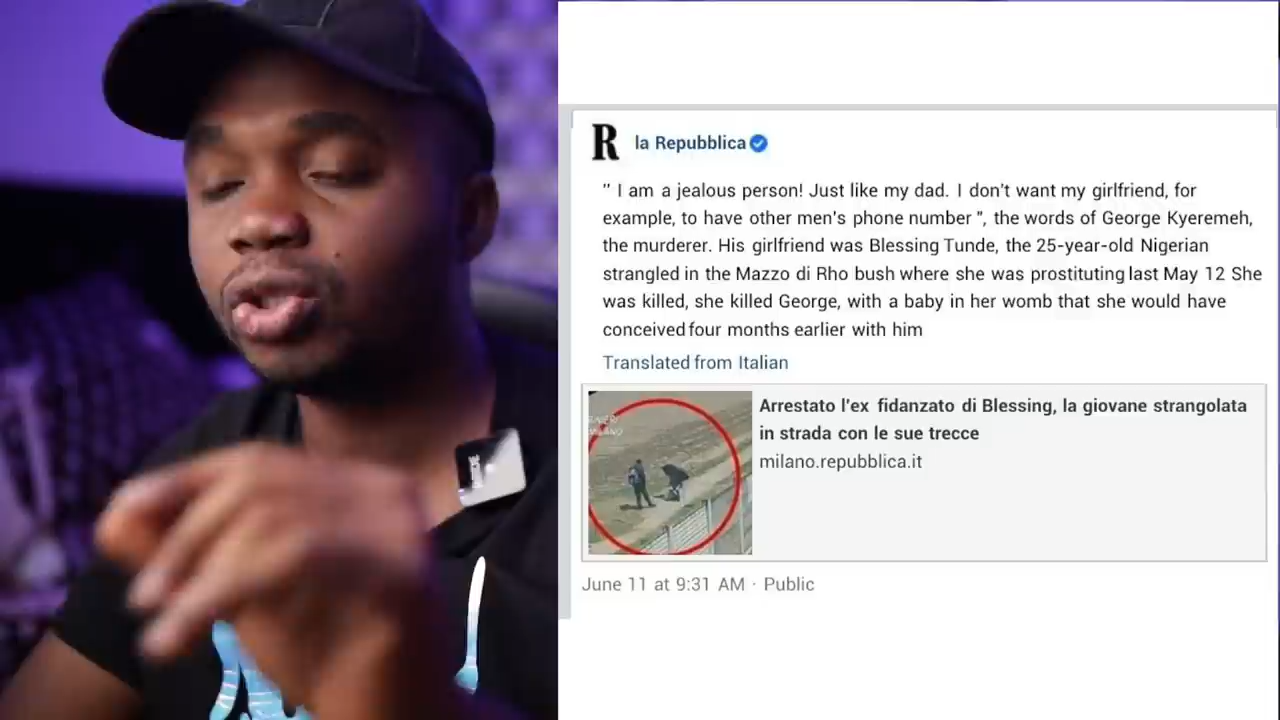 R la Repubblica
" I am a jealous person! Just like my dad. I don't want my girlfriend, for
example, to have other men's phone number ", the words of George Kyeremeh,
the murderer. His girlfriend was Blessing Tunde, the 25-year-old Nigerian
strangled in the Mazzo di Rho bush where she was prostituting last May 12 She
was killed, she killed George, with a baby in her womb that she would have
conceived four months earlier with him
Translated from Italian
Arrestato l'ex fidanzato di Blessing, la giovane strangolata
in strada con le sue trecce
milano.repubblica.it
MILANO
June 11 at 9:31 AM · Public